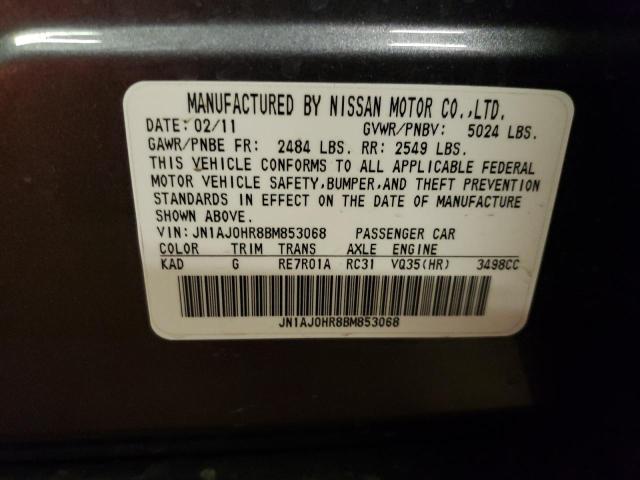 MANUFACTURED BY NISSAN MOTOR CO.,LTD.
DATE: 02/11 GVWR/PNBV: 5024 LBS.
GAWR/PNBE FR: 2484 LBS. RR: 2549 LBS.
THIS VEHICLE CONFORMS TO ALL APPLICABLE FEDERAL
MOTOR VEHICLE SAFETY,BUMPER,AND THEFT PREVENTION
STANDARDS IN EFFECT ON THE DATE OF MANUFACTURE
SHOWN ABOVE.
VIN: JN1AJ0HR8BM853068 PASSENGER CAR
COLOR TRIM TRANS AXLE ENGINE
KAD G RE7R01A RC31 VQ35(HR) 3498CC
JN1AJ0HR8BM853068